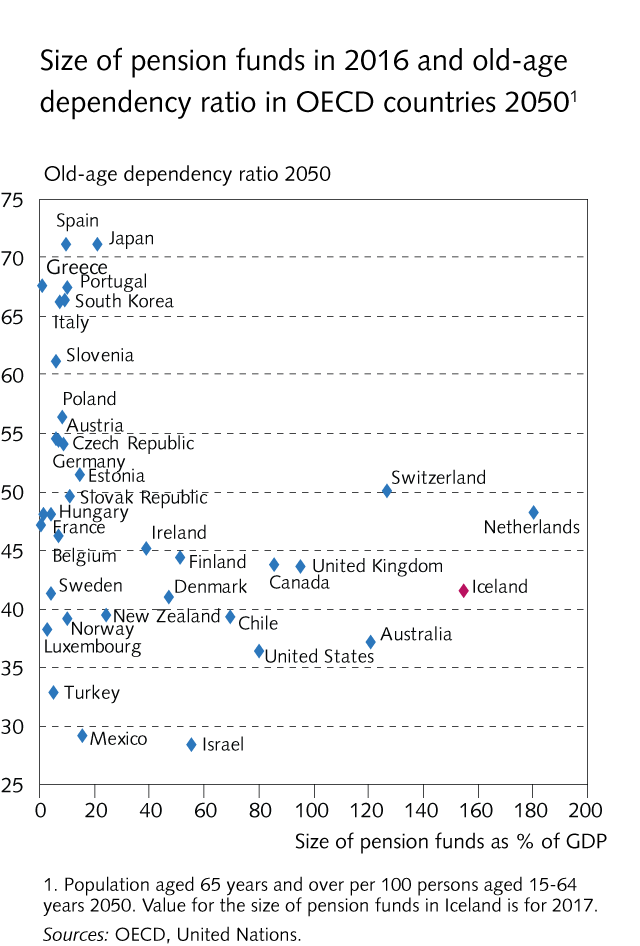 Size of pension funds in 2016 and old-age
dependency ratio in OECD countries 2050¹
Old-age dependency ratio 2050
75
Spain
Japan
70
Greece
Portugal
South Korea
65
Italy
Slovenia
60
Poland
Austria
55
Czech Republic
Germany
Estonia
Switzerland
50
Slovak Republic
Hungary
France
Netherlands
Ireland
45
Belgium
Finland
United Kingdom
Canada
Sweden
Denmark
Iceland
40
New Zealand
Chile
Norway
Australia
Luxembourg
United States
35
Turkey
30
Mexico
Israel
25
0 20 40 60 80 100 120 140 160 180 200
Size of pension funds as % of GDP
1. Population aged 65 years and over per 100 persons aged 15-64
years 2050. Value for the size of pension funds in Iceland is for 2017.
Sources: OECD, United Nations.